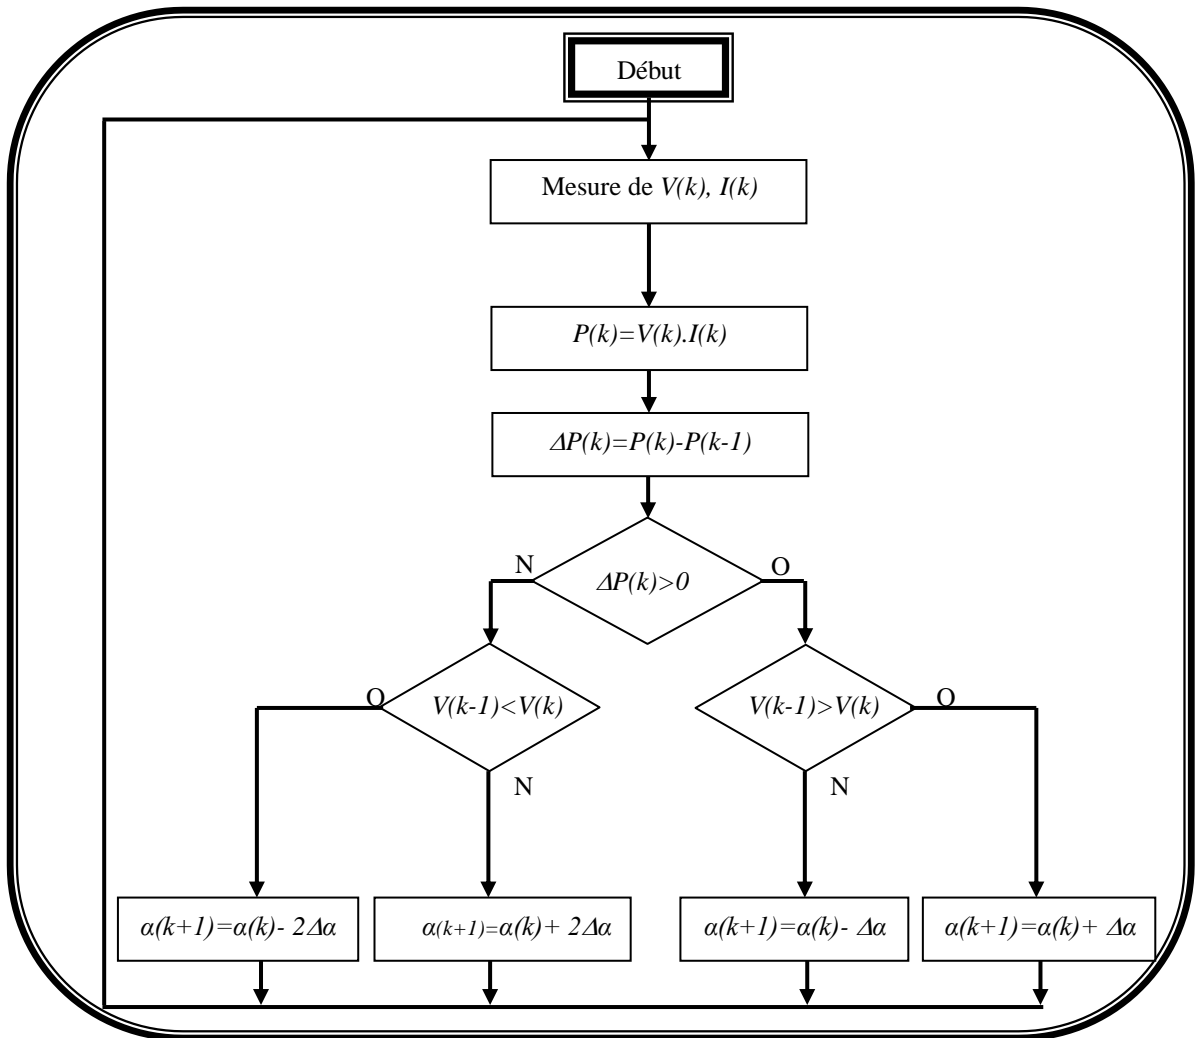 Début
Mesure de V(k), I(k)
P(k)=V(k).I(k)
ΔP(k)=P(k)-P(k-1)
N
O
ΔP(k)>0
O
V(k-1)<V(k)
V(k-1)>V(k)
O
N
N
α(k+1)=α(k)- 2Δα
α(k+1)=α(k)+ 2Δα
α(k+1)=α(k)- Δα
α(k+1)=α(k)+ Δα